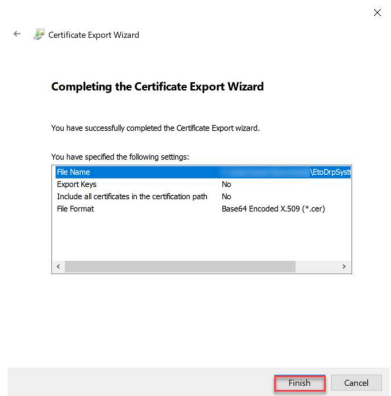 Certificate Export Wizard
Completing the Certificate Export Wizard
You have successfully completed the Certificate Export wizard.
You have specified the following settings:
File Name \EtoDrpSyst
Export Keys No
Include all certificates in the certification path No
File Format Base64 Encoded X.509 (*.cer)
Finish Cancel